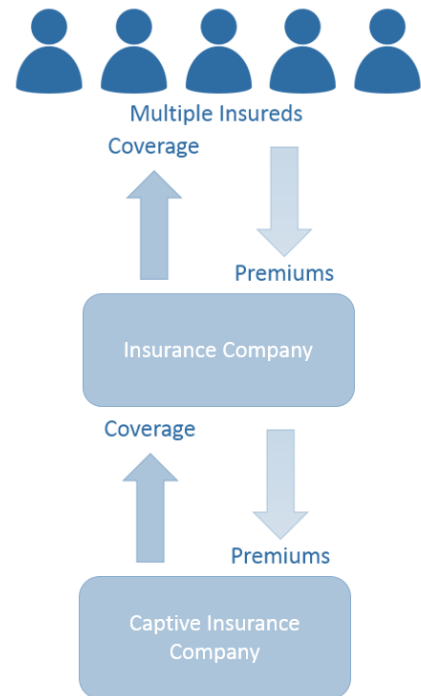 Multiple Insureds
Coverage
Premiums
Insurance Company
Coverage
Premiums
Captive Insurance
Company